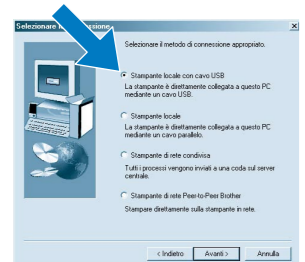 Selezionare il connessione
Selezionare il metodo di connessione appropriato.
Stampante locale con cavo USB
La stampante è direttamente collegata a questo PC
mediante un cavo USB.
Stampante locale
La stampante è direttamente collegata a questo PC
mediante un cavo parallelo.
Stampante di rete condivisa
Tutti i processi vengono inviati a una coda sul server
centrale.
Stampante di rete Peer-to-Peer Brother
Stampare direttamente sulla stampante in rete.
< Indietro
Avanti >
Annulla